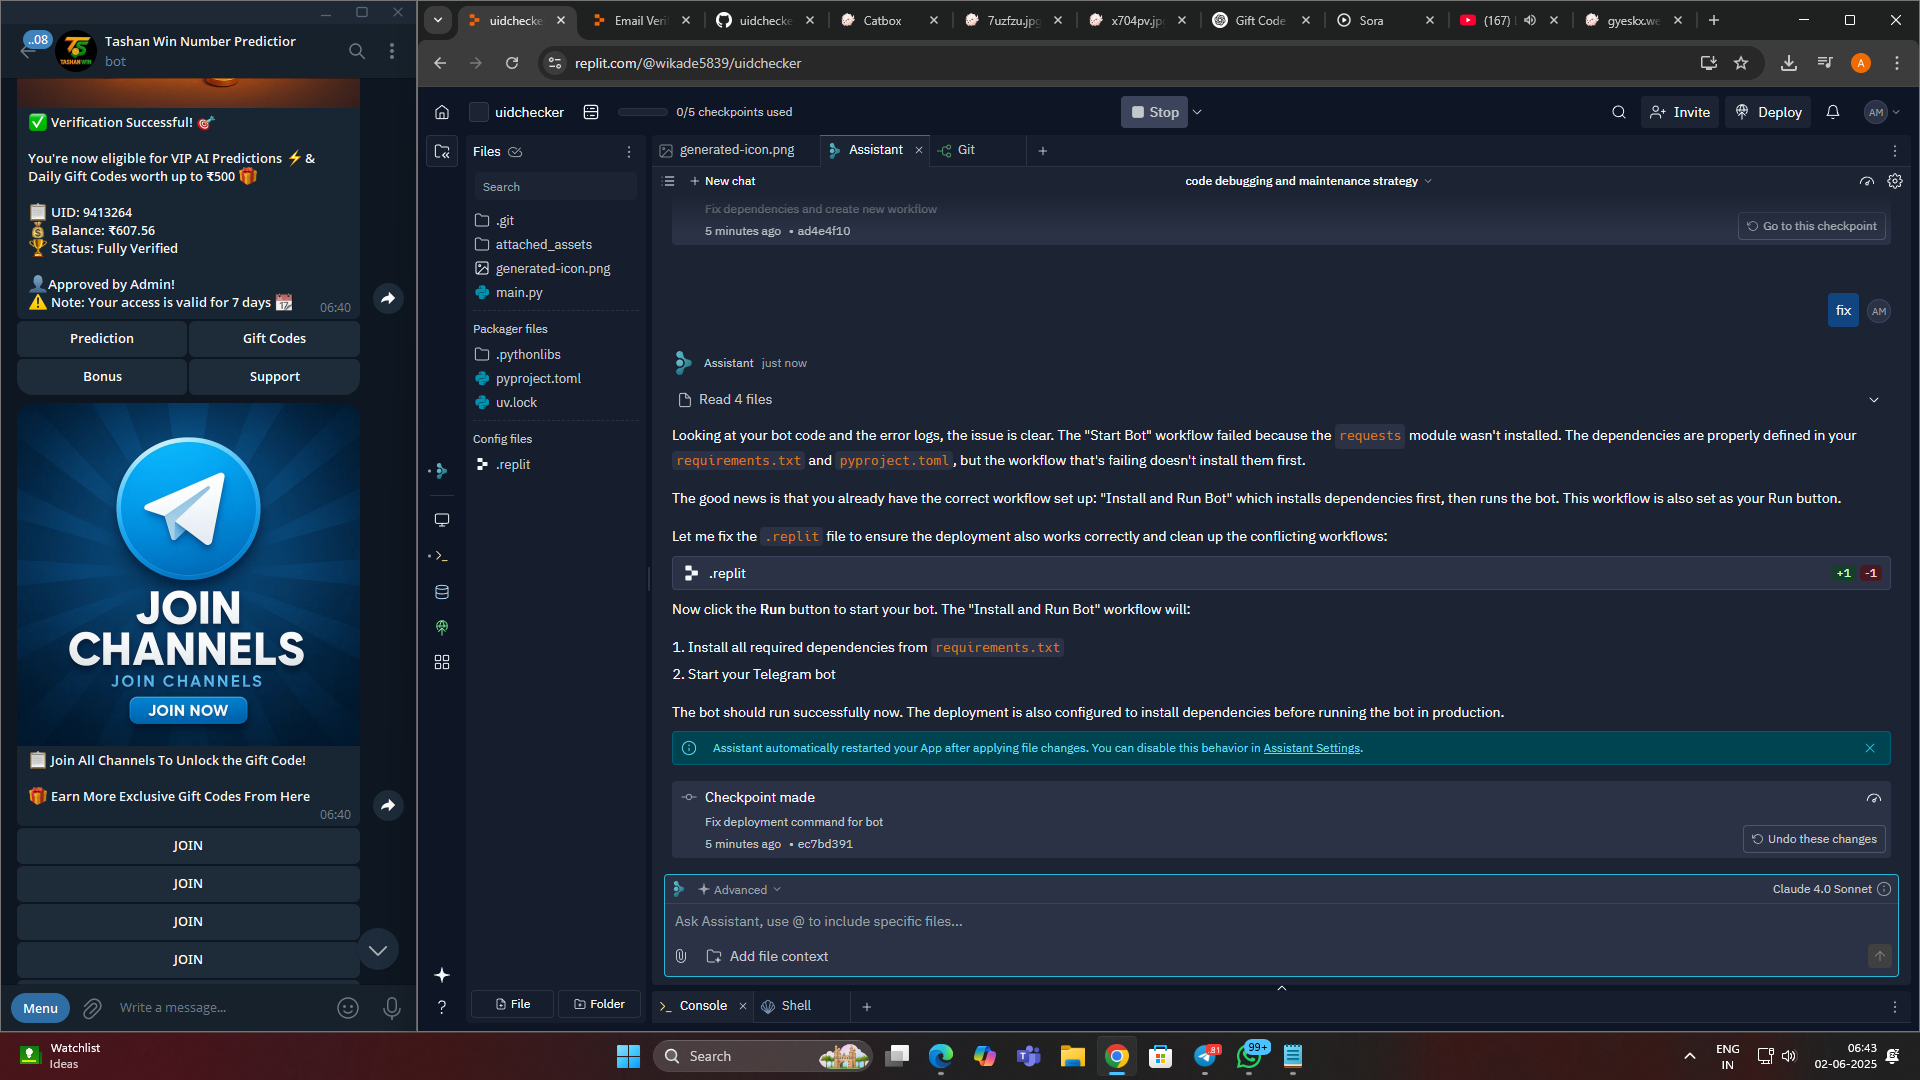 ..08
Tashan Win Number Predictior
bot
TASHAN WIN
✅ Verification Successful! 🎯
You're now eligible for VIP AI Predictions ⚡ &
Daily Gift Codes worth up to ₹500 🎁
📋 UID: 9413264
💰 Balance: ₹607.56
🏆 Status: Fully Verified
👤Approved by Admin!
⚠️ Note: Your access is valid for 7 days 📆
06:40
Prediction
Gift Codes
Bonus
Support
JOIN
CHANNELS
JOIN CHANNELS
JOIN NOW
📋 Join All Channels To Unlock the Gift Code!
🎁 Earn More Exclusive Gift Codes From Here
06:40
JOIN
JOIN
JOIN
JOIN
Menu
Write a message...
uidchecke
Email Veri
uidchecke
Catbox
7uzfzu.jpg
x704pv.jp
Gift Code
Sora
(167)
gyeskx.we
replit.com/@wikade5839/uidchecker
A
uidchecker
0/5 checkpoints used
Stop
Invite
Deploy
AM
Files
Search
.git
attached_assets
generated-icon.png
main.py
Packager files
.pythonlibs
pyproject.toml
uv.lock
Config files
.replit
File
Folder
generated-icon.png
Assistant
Git
New chat
code debugging and maintenance strategy
Fix dependencies and create new workflow
5 minutes ago • ad4e4f10
Go to this checkpoint
fix
AM
Assistant just now
Read 4 files
Looking at your bot code and the error logs, the issue is clear. The "Start Bot" workflow failed because the requests module wasn't installed. The dependencies are properly defined in your
requirements.txt and pyproject.toml, but the workflow that's failing doesn't install them first.
The good news is that you already have the correct workflow set up: "Install and Run Bot" which installs dependencies first, then runs the bot. This workflow is also set as your Run button.
Let me fix the .replit file to ensure the deployment also works correctly and clean up the conflicting workflows:
.replit
+1 -1
Now click the Run button to start your bot. The "Install and Run Bot" workflow will:
1. Install all required dependencies from requirements.txt
2. Start your Telegram bot
The bot should run successfully now. The deployment is also configured to install dependencies before running the bot in production.
Assistant automatically restarted your App after applying file changes. You can disable this behavior in Assistant Settings.
Checkpoint made
Fix deployment command for bot
5 minutes ago • ec7bd391
Undo these changes
Advanced
Claude 4.0 Sonnet
Ask Assistant, use @ to include specific files...
Add file context
Console
Shell
Watchlist
Ideas
Search
81
99+
ENG
IN
06:43
02-06-2025